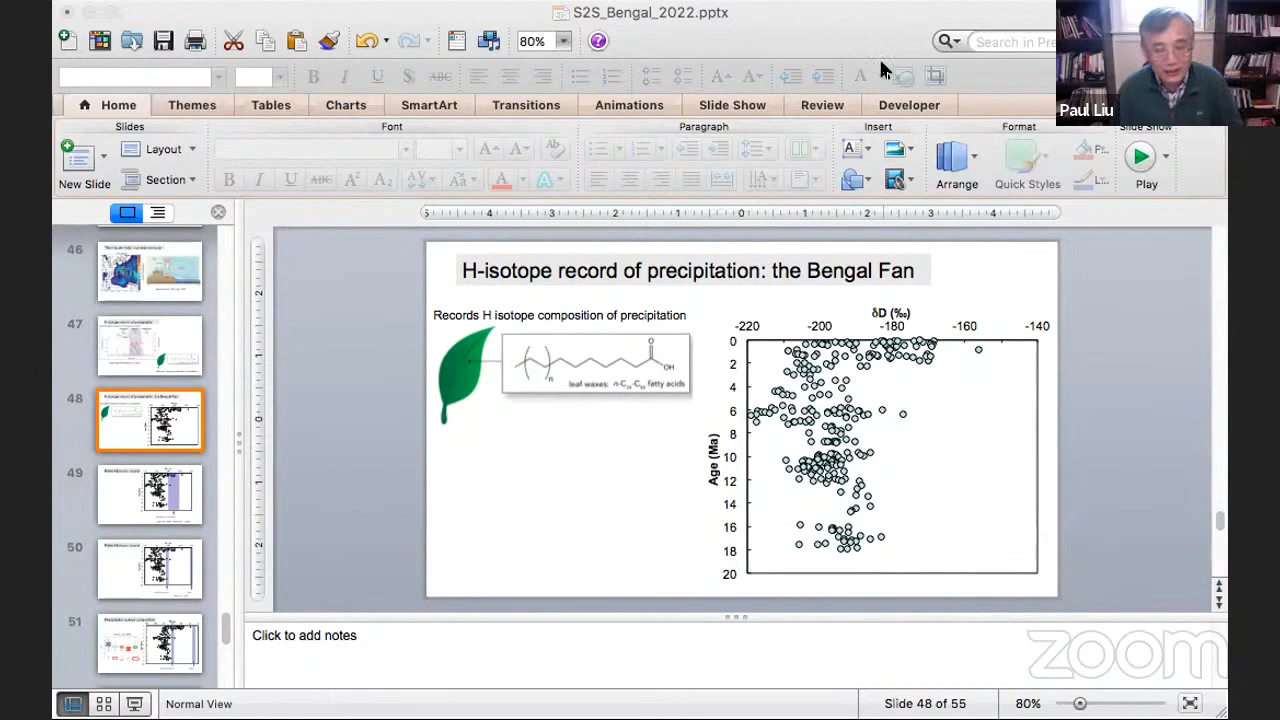 S2S_Bengal_2022.pptx
80%
Search in Pre
Paul Liu
Home Themes Tables Charts SmartArt Transitions Animations Slide Show Review Developer
Slides Font Paragraph Insert Format Slide Show
New Slide
Layout
Section
Arrange
Quick Styles
Play
46
47
48
49
50
51
H-isotope record of precipitation: the Bengal Fan
Records H isotope composition of precipitation
O
OH
n
leaf waxes: n-C24-C34 fatty acids
δD (‰)
-220 -200 -180 -160 -140
Age (Ma)
0
2
4
6
8
10
12
14
16
18
20
Click to add notes
zoom
Normal View
Slide 48 of 55
80%